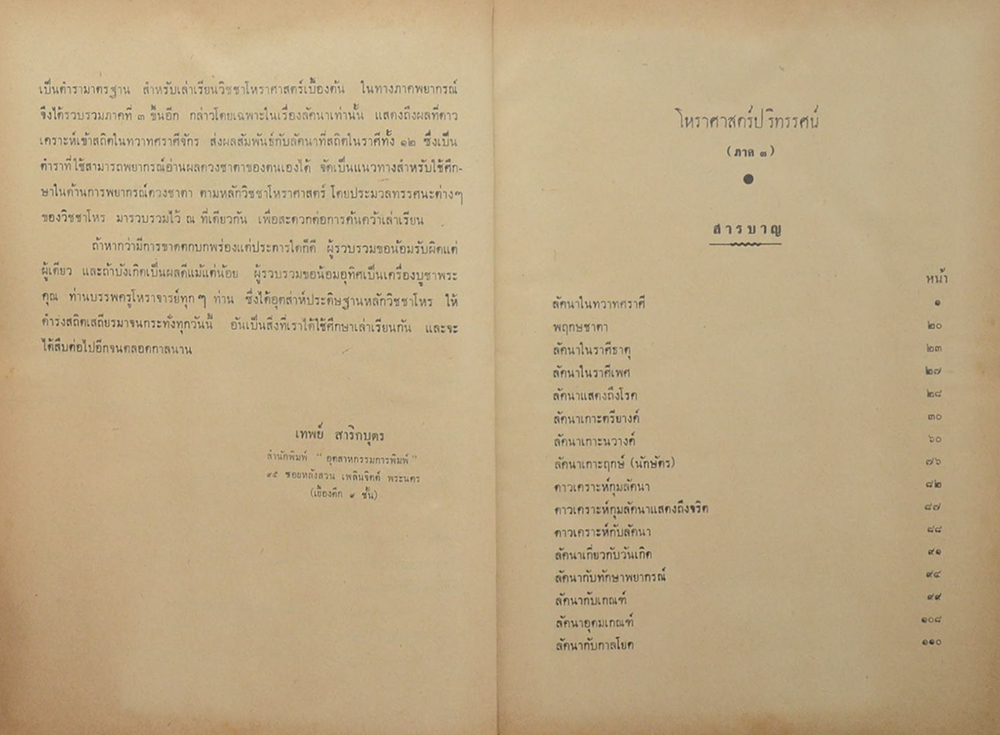 เป็นตำรามาตรฐาน สำหรับเล่าเรียนวิชชาโหราศาสตร์เบื้องต้น ในทางภาคพยากรณ์
จึงได้รวบรวมภาคที่ ๓ ขึ้นอีก กล่าวโดยเฉพาะในเรื่องลัคนาเท่านั้น แสดงถึงผลที่ดาว
เคราะห์เข้าสถิตในทวาทศราศีจักร ส่งผลสัมพันธ์กับลัคนาที่สถิตในราศีทั้ง ๑๒ ซึ่งเป็น
ตำราที่ใช้สามารถพยากรณ์อ่านผลดวงชาตาของตนเองได้ จัดเป็นแนวทางสำหรับใช้ศึก-
ษาในด้านการพยากรณ์ดวงชาตา ตามหลักวิชชาโหราศาสตร์ โดยประมวลทรรศนะต่างๆ
ของวิชชาโหร มารวบรวมไว้ ณ ที่เดียวกัน เพื่อสะดวกต่อการค้นคว้าเล่าเรียน
ถ้าหากว่ามีการขาดตกบกพร่องแต่ประการใดก็ดี ผู้รวบรวมขอน้อมรับผิดแต่
ผู้เดียว และถ้าบังเกิดเป็นผลดีแม้แต่น้อย ผู้รวบรวมขอน้อมอุทิศเป็นเครื่องบูชาพระ
คุณ ท่านบรรพครูโหราจารย์ทุกๆ ท่าน ซึ่งได้อุตส่าห์ประดิษฐานหลักวิชชาโหร ให้
ดำรงสถิตเสถียรมาจนกระทั่งทุกวันนี้ อันเป็นสิ่งที่เราได้ใช้ศึกษาเล่าเรียนกัน และจะ
ได้สืบต่อไปอีกจนตลอดกาลนาน
เทพย์ สาริกบุตร
สำนักพิมพ์ "อุตสาหกรรมการพิมพ์"
๙๕ ซอยหลังสวน เพลินจิตต์ พระนคร
(เยื้องตึก ๙ ชั้น)
โหราศาสตร์ปริทรรศน์
(ภาค ๓)
สารบาญ
หน้า
ลัคนาในทวาทศราศี ๑
พฤกษชาตา ๒๐
ลัคนาในราศีธาตุ ๒๓
ลัคนาในราศีเพศ ๒๗
ลัคนาแสดงถึงโรค ๒๘
ลัคนาเกาะตรียางค์ ๓๐
ลัคนาเกาะนวางค์ ๖๐
ลัคนาเกาะฤกษ์ (นักษัตร) ๗๖
ดาวเคราะห์กุมลัคนา ๘๒
ดาวเคราะห์กุมลัคนาแสดงถึงจริต ๘๗
ดาวเคราะห์กับลัคนา ๘๘
ลัคนาเกี่ยวกับวันเกิด ๙๑
ลัคนากับทักษาพยากรณ์ ๙๔
ลัคนากับเกณฑ์ ๙๙
ลัคนาอุดมเกณฑ์ ๑๐๘
ลัคนากับกาลโยค ๑๑๐